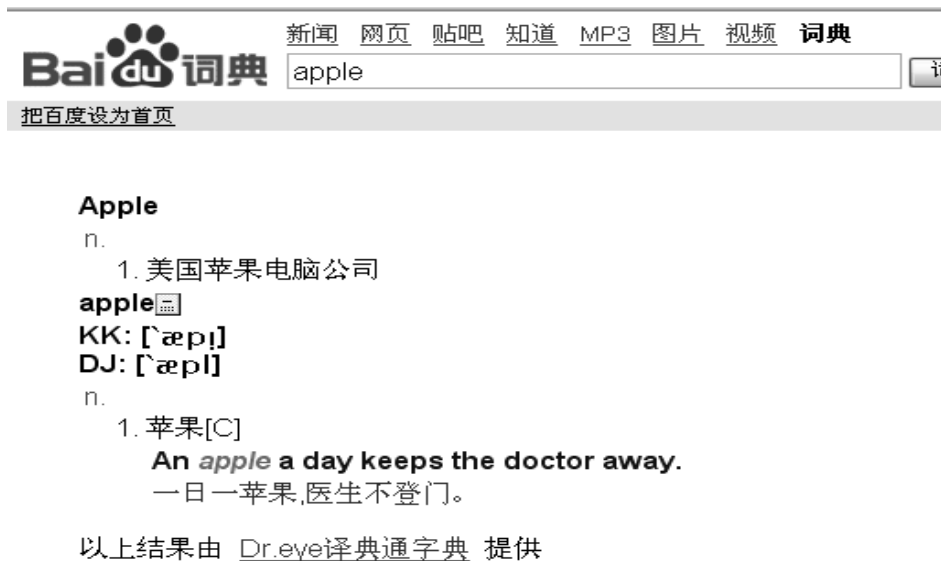 新闻 网页 贴吧 知道 MP3 图片 视频 词典
Bai du 词典 apple
把百度设为首页
Apple
n.
1. 美国苹果电脑公司
apple
KK: [`æpḷ]
DJ: [`æpl]
n.
1. 苹果[C]
An apple a day keeps the doctor away.
一日一苹果,医生不登门。
以上结果由 Dr.eye译典通字典 提供